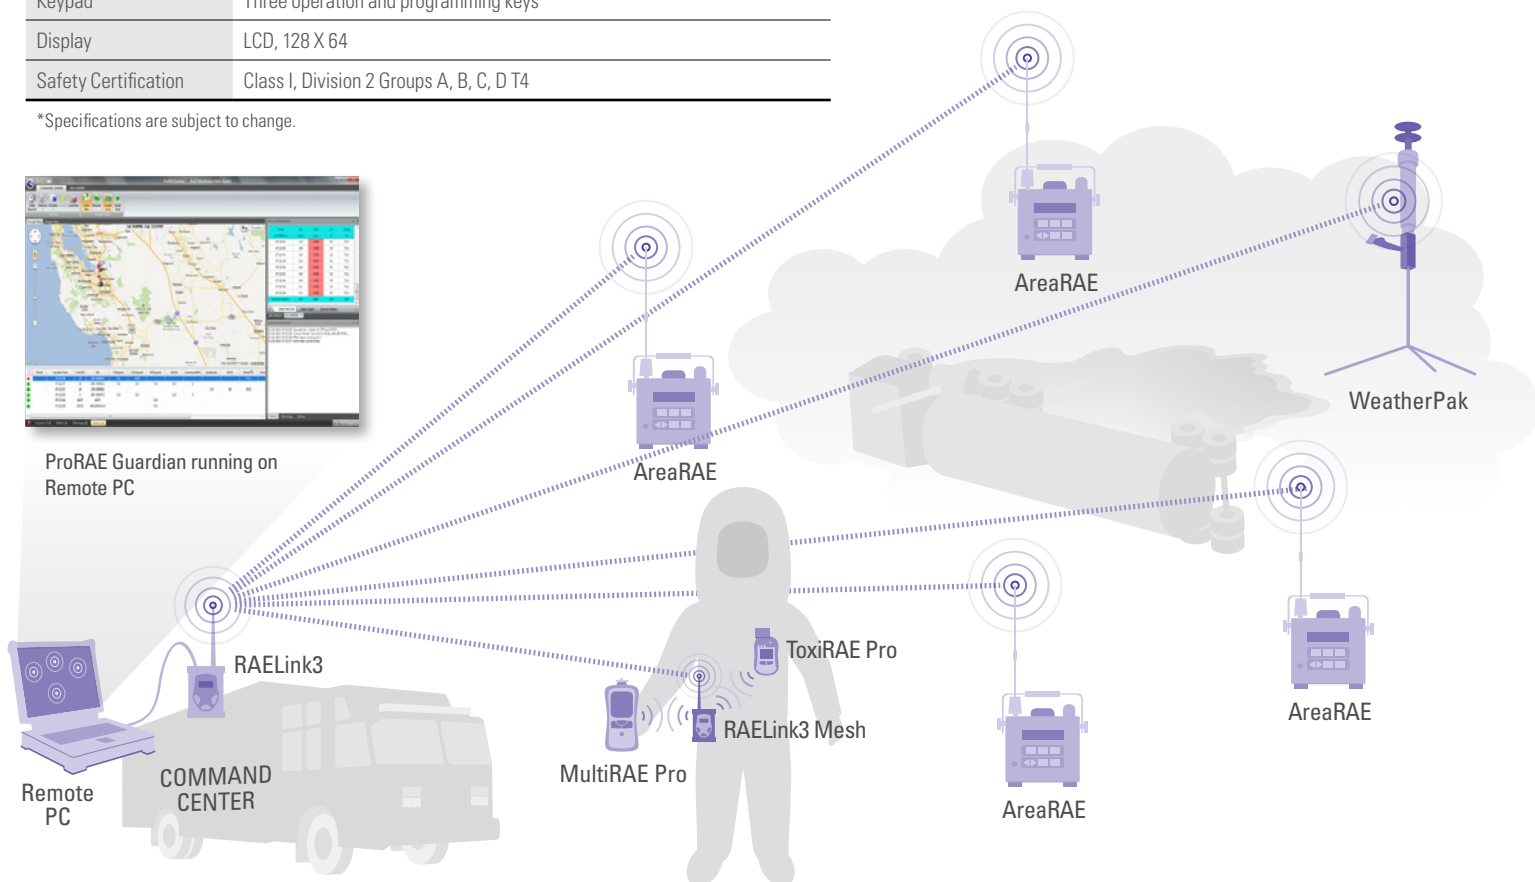 Keypad Three operation and programming keys
Display LCD, 128 X 64
Safety Certification Class I, Division 2 Groups A, B, C, D T4
*Specifications are subject to change.
ProRAE Guardian running on
Remote PC
AreaRAE
AreaRAE
WeatherPak
RAELink3
ToxiRAE Pro
RAELink3 Mesh
MultiRAE Pro
AreaRAE
AreaRAE
COMMAND
CENTER
Remote
PC